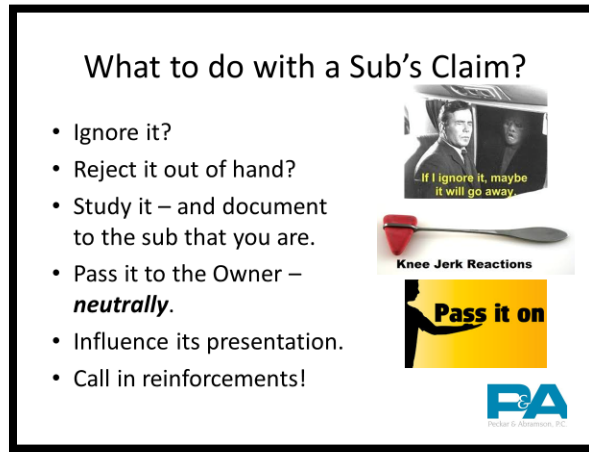 What to do with a Sub's Claim?
• Ignore it?
• Reject it out of hand?
• Study it – and document
to the sub that you are.
• Pass it to the Owner –
neutrally.
• Influence its presentation.
• Call in reinforcements!
If I ignore it, maybe
it will go away.
Knee Jerk Reactions
Pass it on
P&A
Peckar & Abramson, P.C.